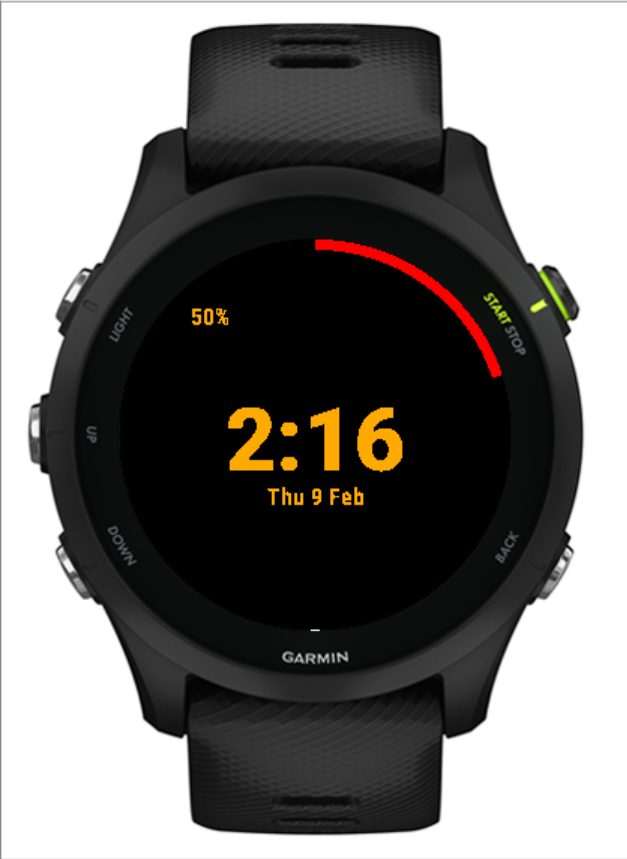 50%
START STOP
LIGHT
2:16
UP
Thu 9 Feb
DOWN
BACK
GARMIN